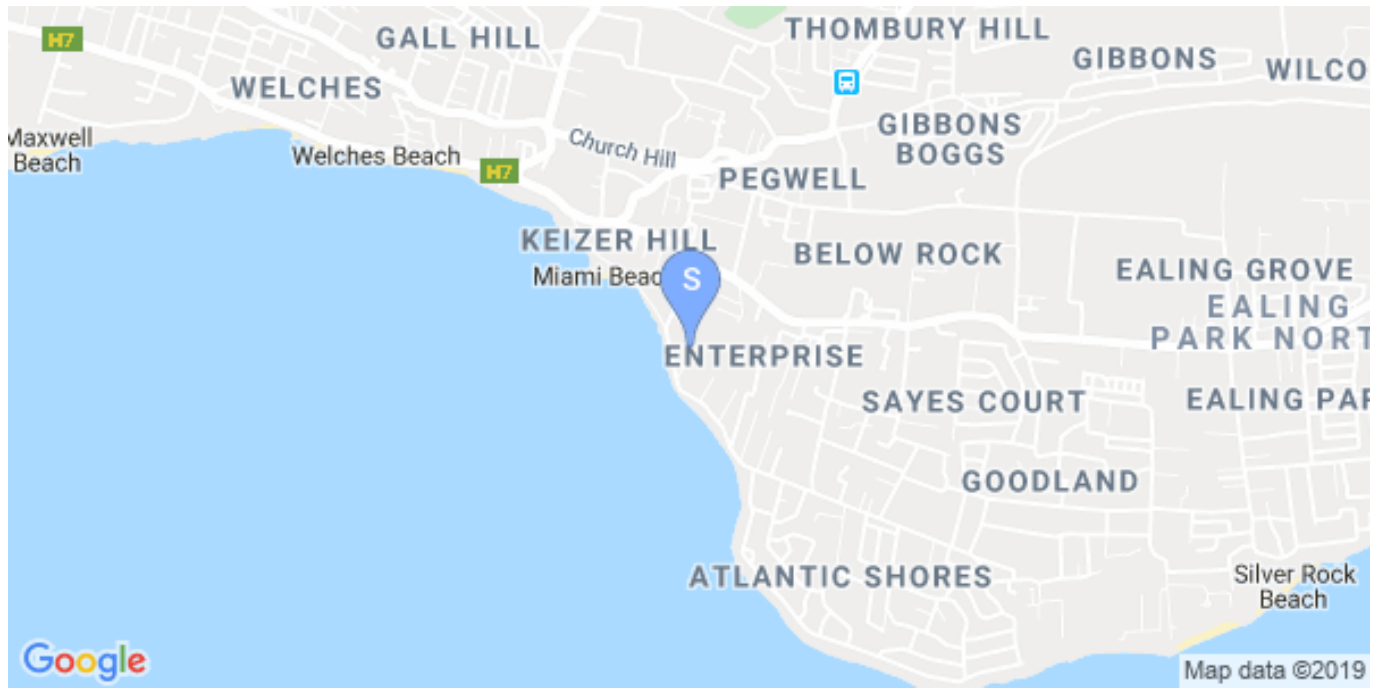 H7
GALL HILL
THOMBURY HILL
GIBBONS
WILCO
WELCHES
GIBBONS
BOGGS
Maxwell
Beach
Church Hill
Welches Beach
H7
PEGWELL
KEIZER HILL
BELOW ROCK
Miami Beac
S
EALING GROVE
EALING
PARK NORT
ENTERPRISE
SAYES COURT
EALING PAR
GOODLAND
ATLANTIC SHORES
Silver Rock
Beach
Google
Map data ©2019